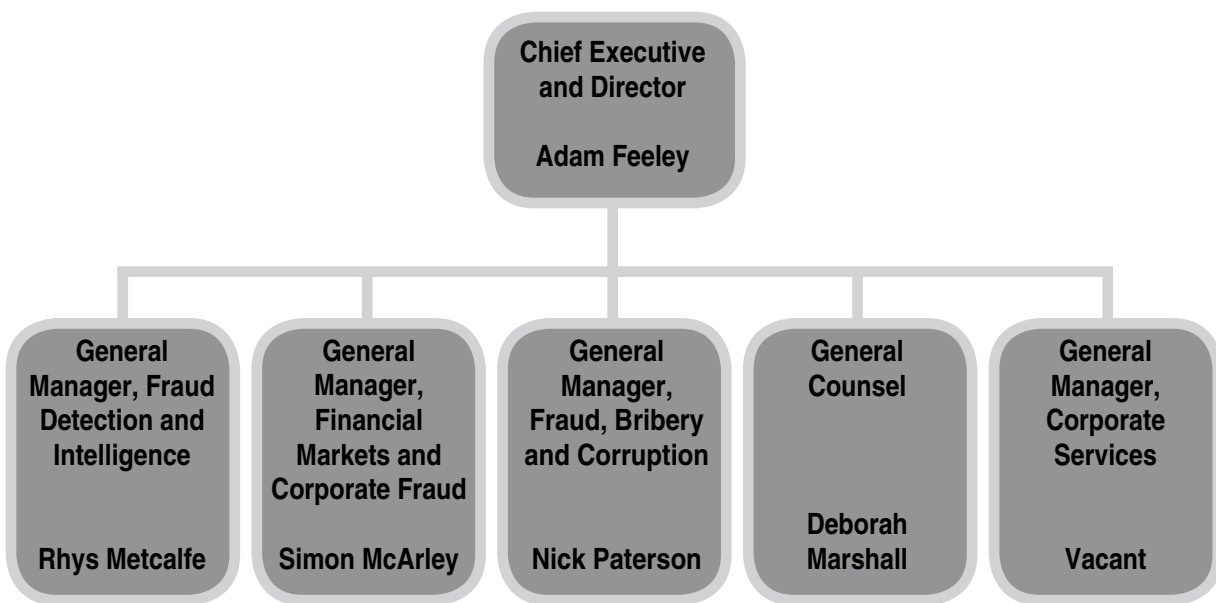 Chief Executive
and Director
Adam Feeley
General
Manager, Fraud
Detection and
Intelligence
Rhys Metcalfe
General
Manager,
Financial
Markets and
Corporate Fraud
Simon McArley
General
Manager,
Fraud, Bribery
and Corruption
Nick Paterson
General
Counsel
Deborah
Marshall
General
Manager,
Corporate
Services
Vacant